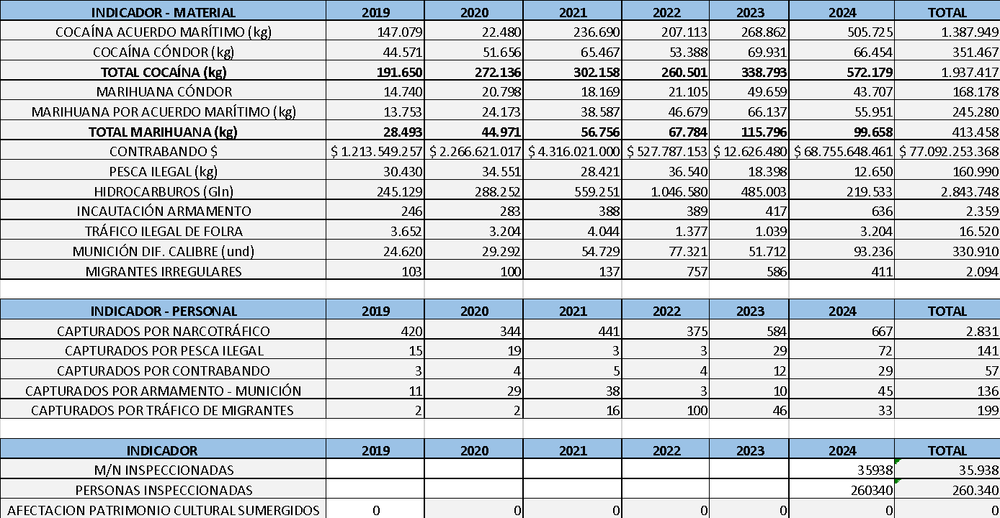 INDICADOR - MATERIAL 2019 2020 2021 2022 2023 2024 TOTAL
COCAÍNA ACUERDO MARÍTIMO (kg) 147.079 22.480 236.690 207.113 268.862 505.725 1.387.949
COCAÍNA CÓNDOR (kg) 44.571 51.656 65.467 53.388 69.931 66.454 351.467
TOTAL COCAÍNA (kg) 191.650 272.136 302.158 260.501 338.793 572.179 1.937.417
MARIHUANA CÓNDOR 14.740 20.798 18.169 21.105 49.659 43.707 168.178
MARIHUANA POR ACUERDO MARÍTIMO (kg) 13.753 24.173 38.587 46.679 66.137 55.951 245.280
TOTAL MARIHUANA (kg) 28.493 44.971 56.756 67.784 115.796 99.658 413.458
CONTRABANDO $ $ 1.213.549.257 $ 2.266.621.017 $ 4.316.021.000 $ 527.787.153 $ 12.626.480 $ 68.755.648.461 $ 77.092.253.368
PESCA ILEGAL (kg) 30.430 34.551 28.421 36.540 18.398 12.650 160.990
HIDROCARBUROS (Gln) 245.129 288.252 559.251 1.046.580 485.003 219.533 2.843.748
INCAUTACIÓN ARMAMENTO 246 283 388 389 417 636 2.359
TRÁFICO ILEGAL DE FOLRA 3.652 3.204 4.044 1.377 1.039 3.204 16.520
MUNICIÓN DIF. CALIBRE (und) 24.620 29.292 54.729 77.321 51.712 93.236 330.910
MIGRANTES IRREGULARES 103 100 137 757 586 411 2.094
INDICADOR - PERSONAL 2019 2020 2021 2022 2023 2024 TOTAL
CAPTURADOS POR NARCOTRÁFICO 420 344 441 375 584 667 2.831
CAPTURADOS POR PESCA ILEGAL 15 19 3 3 29 72 141
CAPTURADOS POR CONTRABANDO 3 4 5 4 12 29 57
CAPTURADOS POR ARMAMENTO - MUNICIÓN 11 29 38 3 10 45 136
CAPTURADOS POR TRÁFICO DE MIGRANTES 2 2 16 100 46 33 199
INDICADOR 2019 2020 2021 2022 2023 2024 TOTAL
M/N INSPECCIONADAS 35938 35.938
PERSONAS INSPECCIONADAS 260340 260.340
AFECTACION PATRIMONIO CULTURAL SUMERGIDOS 0 0 0 0 0 0 0